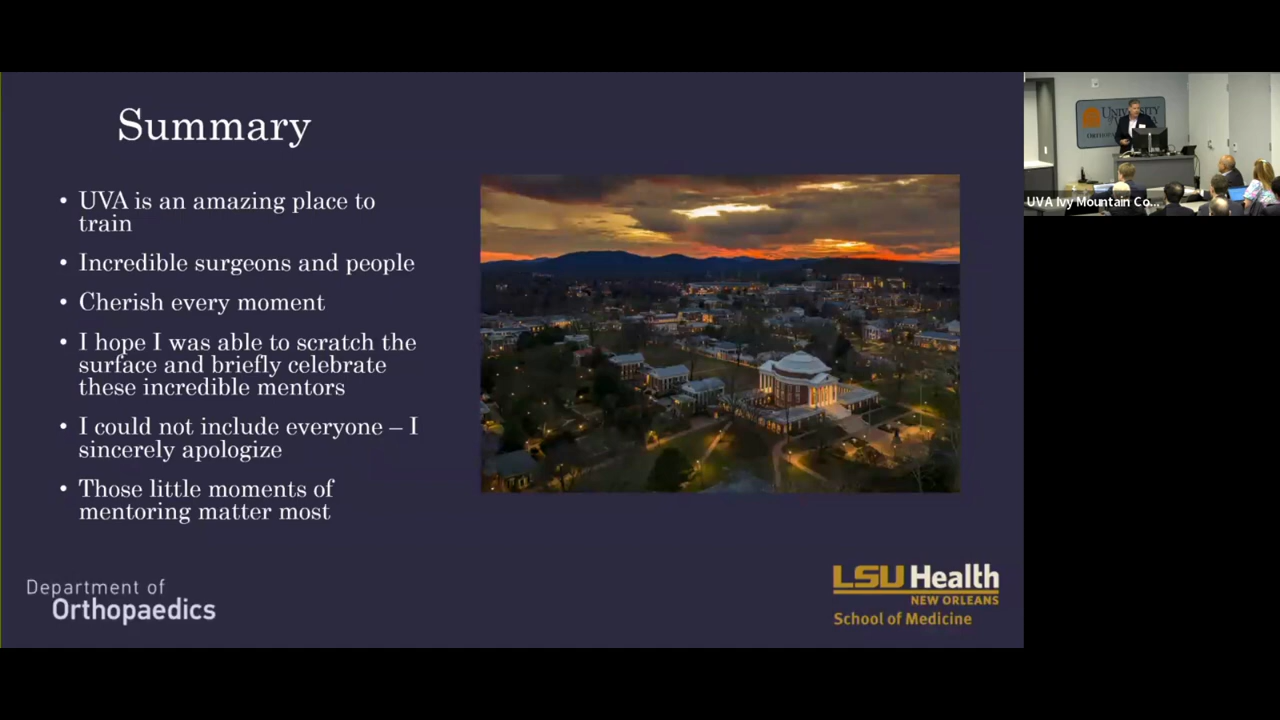 Summary
• UVA is an amazing place to
train
• Incredible surgeons and people
• Cherish every moment
• I hope I was able to scratch the
surface and briefly celebrate
these incredible mentors
• I could not include everyone – I
sincerely apologize
• Those little moments of
mentoring matter most
Department of
Orthopaedics
LSU Health
NEW ORLEANS
School of Medicine
UNIVERSITY
UVA Ivy Mountain Co...